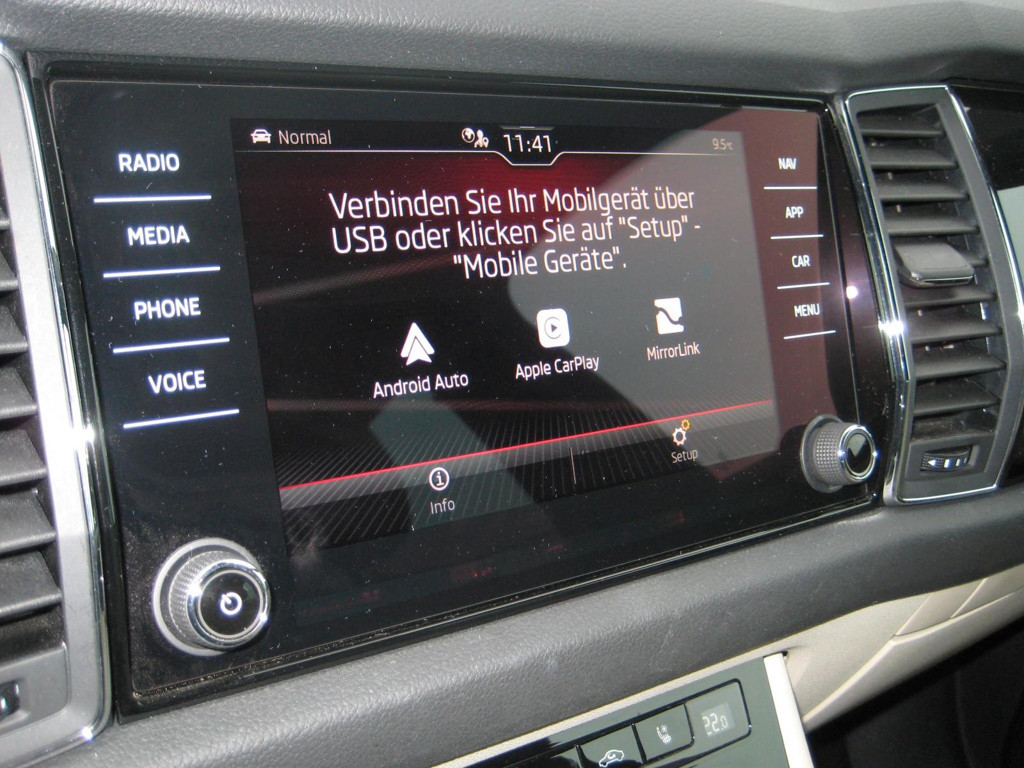 Normal
11:41
9.5°C
RADIO
MEDIA
PHONE
VOICE
Verbinden Sie Ihr Mobilgerät über
USB oder klicken Sie auf "Setup" -
"Mobile Geräte".
Android Auto
Apple CarPlay
MirrorLink
Info
Setup
NAV
APP
CAR
MENU
22.0